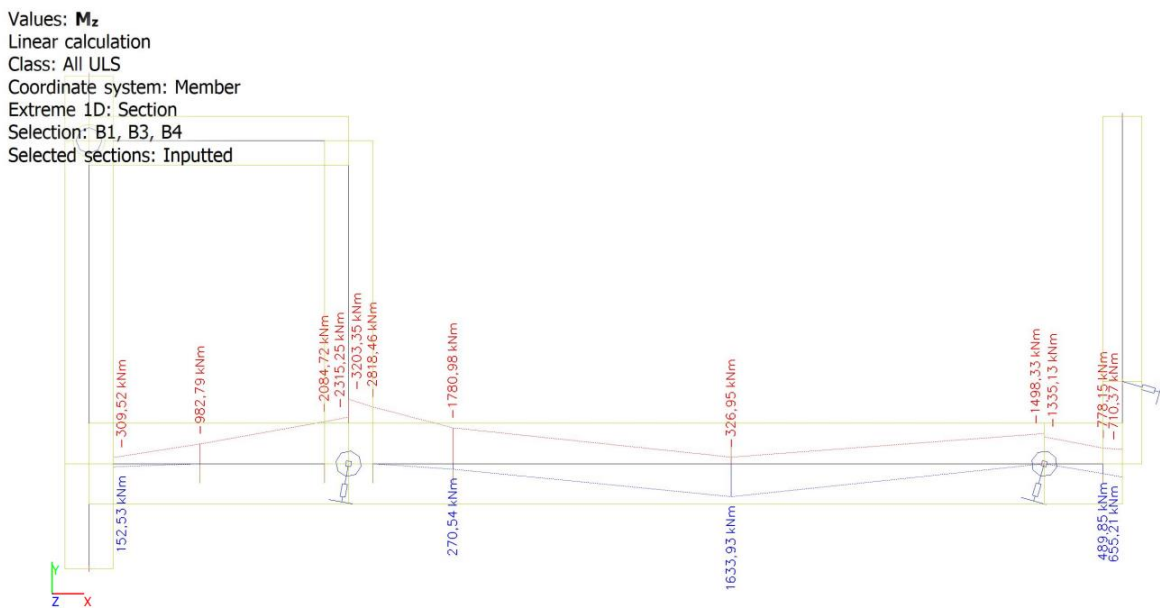 Values: Mz
Linear calculation
Class: All ULS
Coordinate system: Member
Extreme 1D: Section
Selection: B1, B3, B4
Selected sections: Inputted
-309,52 kNm
-982,79 kNm
-2084,72 kNm
-2315,25 kNm
-3203,35 kNm
-2818,46 kNm
-1780,98 kNm
-326,95 kNm
-1498,33 kNm
-1335,13 kNm
-778,15 kNm
-710,37 kNm
152,53 kNm
270,54 kNm
1633,93 kNm
489,85 kNm
655,21 kNm
Y
Z
X